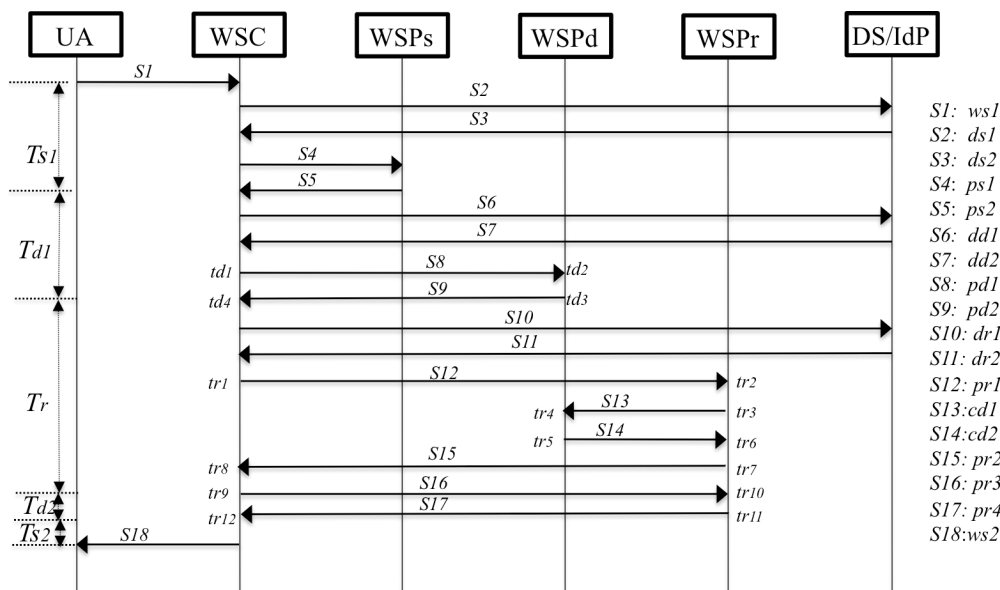 UA WSC WSPs WSPd WSPr DS/IdP
S1
S2
S3
S4
S5
S6
S7
td1 S8 td2
td4 S9 td3
S10
S11
tr1 S12 tr2
tr4 S13 tr3
tr5 S14 tr6
tr8 S15 tr7
tr9 S16 tr10
tr12 S17 tr11
S18
Ts1
Td1
Tr
Td2
Ts2
S1: ws1
S2: ds1
S3: ds2
S4: ps1
S5: ps2
S6: dd1
S7: dd2
S8: pd1
S9: pd2
S10: dr1
S11: dr2
S12: pr1
S13:cd1
S14:cd2
S15: pr2
S16: pr3
S17: pr4
S18:ws2